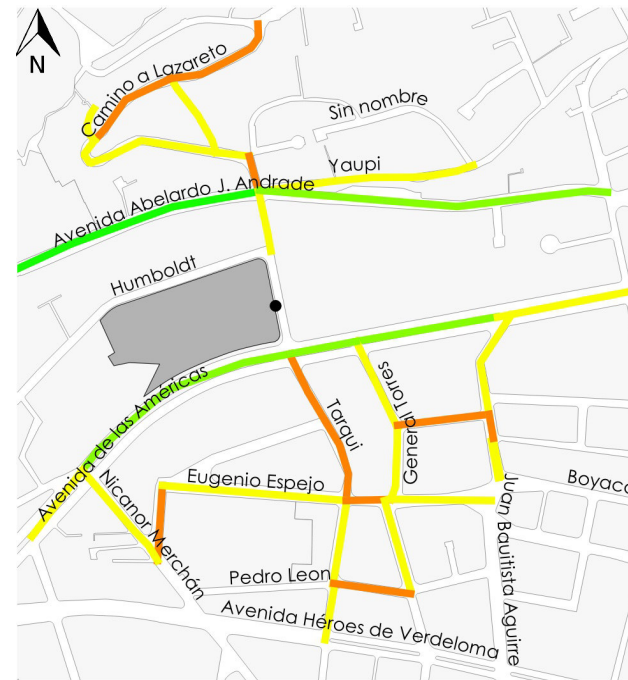 N
Camino a Lazareto
Sin nombre
Yaupi
Avenida Abelardo J. Andrade
Humboldt
Avenida de las Américas
General Torres
Tarqui
Eugenio Espejo
Nicanor Merchán
Boyacá
Juan Bauitista Aguirre
Pedro Leon
Avenida Héroes de Verdeloma